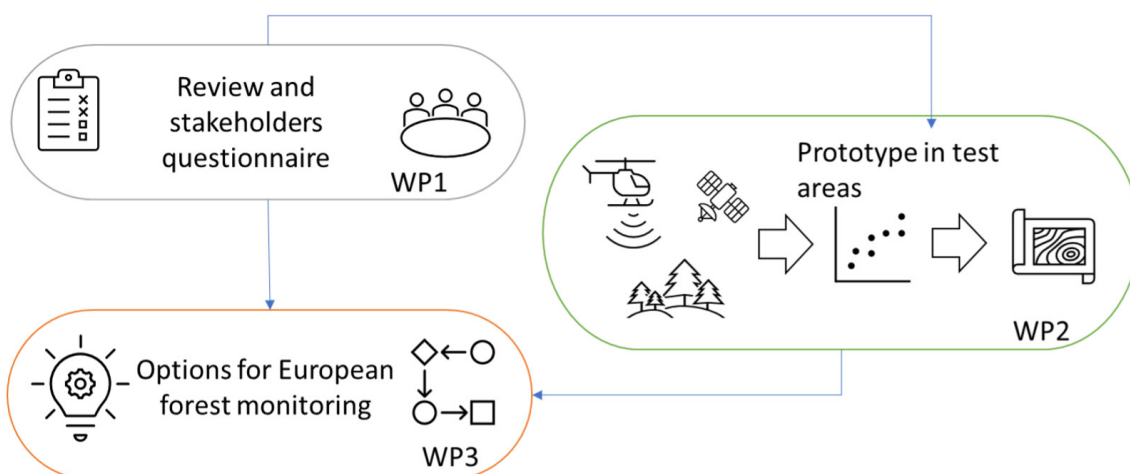 Review and
stakeholders
questionnaire
WP1
Prototype in test
areas
WP2
Options for European
forest monitoring
WP3